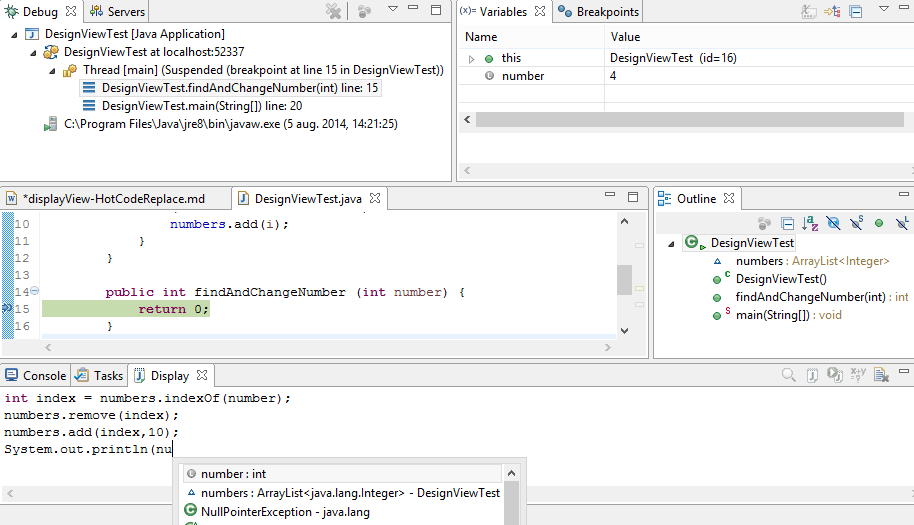 Debug Servers
DesignViewTest [Java Application]
DesignViewTest at localhost:52337
Thread [main] (Suspended (breakpoint at line 15 in DesignViewTest))
DesignViewTest.findAndChangeNumber(int) line: 15
DesignViewTest.main(String[]) line: 20
C:\Program Files\Java\jre8\bin\javaw.exe (5 aug. 2014, 14:21:25)
(x)= Variables Breakpoints
Name Value
this DesignViewTest (id=16)
number 4
*displayView-HotCodeReplace.md DesignViewTest.java
10 numbers.add(i);
11 }
12 }
13
14 public int findAndChangeNumber (int number) {
15 return 0;
16 }
Outline
DesignViewTest
numbers : ArrayList<Integer>
DesignViewTest()
findAndChangeNumber(int) : int
main(String[]) : void
Console Tasks Display
int index = numbers.indexOf(number);
numbers.remove(index);
numbers.add(index,10);
System.out.println(nu
number : int
numbers : ArrayList<java.lang.Integer> - DesignViewTest
NullPointerException - java.lang